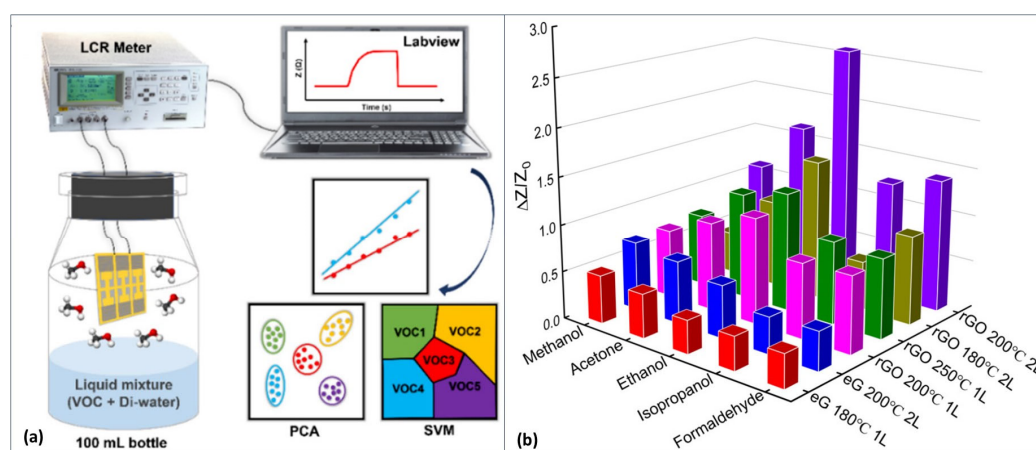 LCR Meter
Labview
Z (Ω)
Time (s)
Liquid mixture
(VOC + Di-water)
100 mL bottle
(a)
VOC1
VOC2
VOC3
VOC4
VOC5
PCA
SVM
ΔZ/Z0
3.0
2.5
2.0
1.5
1.0
0.5
0.0
Methanol
Acetone
Ethanol
Isopropanol
Formaldehyde
eG 180℃ 1L
eG 200℃ 2L
rGO 200℃ 1L
rGO 250℃ 1L
rGO 180℃ 2L
rGO 200℃ 2L
(b)